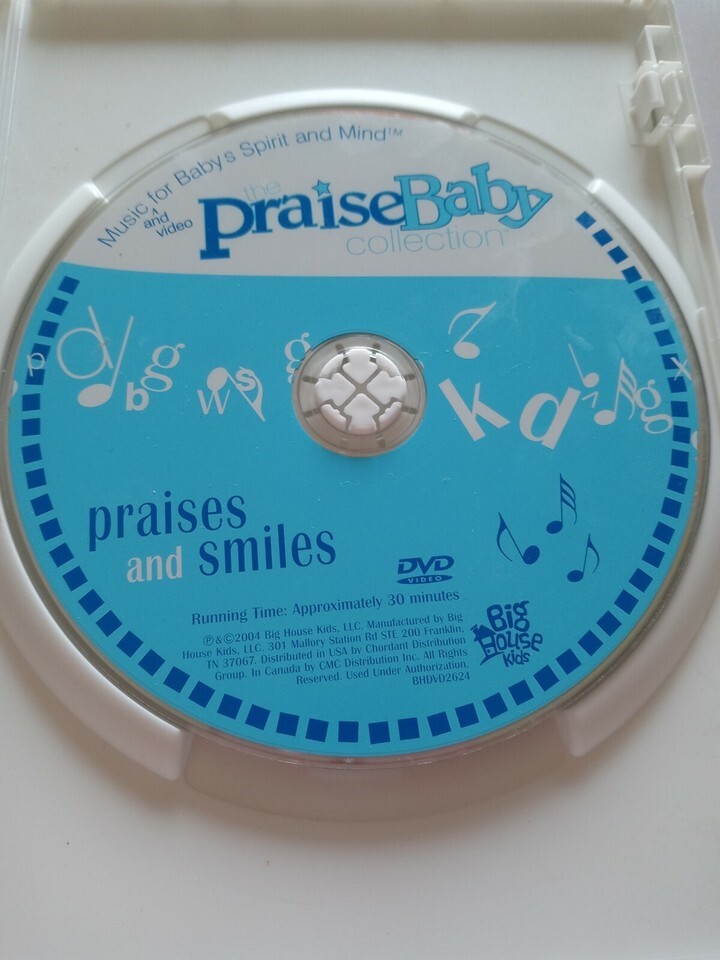 Music for Baby's Spirit and Mind™
and video
the
PraiseBaby
collection
praises
and smiles
DVD
VIDEO
Running Time: Approximately 30 minutes
℗&©2004 Big House Kids, LLC. Manufactured by Big
House Kids, LLC. 301 Mallory Station Rd STE 200 Franklin,
TN 37067. Distributed in USA by Chordant Distribution
Group. In Canada by CMC Distribution Inc. All Rights
Reserved. Used Under Authorization.
BHDVD2624
Big
House
kids